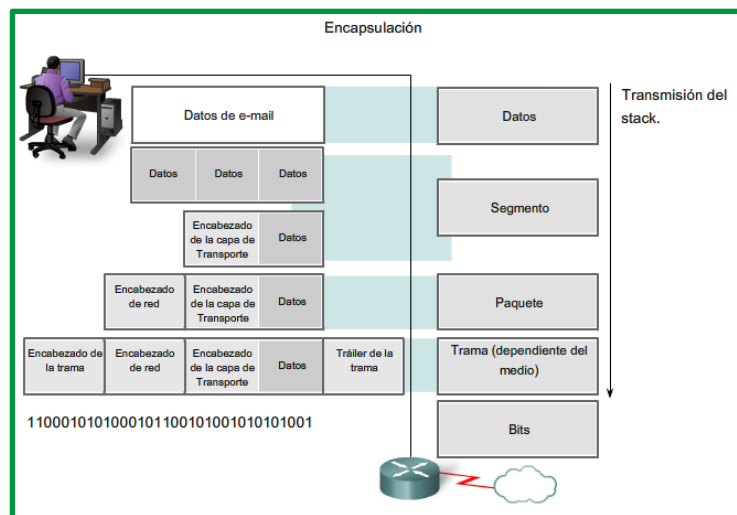 Encapsulación
Transmisión del
stack.
Datos de e-mail
Datos
Datos
Datos
Datos
Segmento
Encabezado
de la capa de
Transporte
Datos
Encabezado
de red
Encabezado
de la capa de
Transporte
Datos
Paquete
Encabezado de
la trama
Encabezado
de red
Encabezado
de la capa de
Transporte
Datos
Tráiler de la
trama
Trama (dependiente del
medio)
1100010101000101100101001010101001
Bits